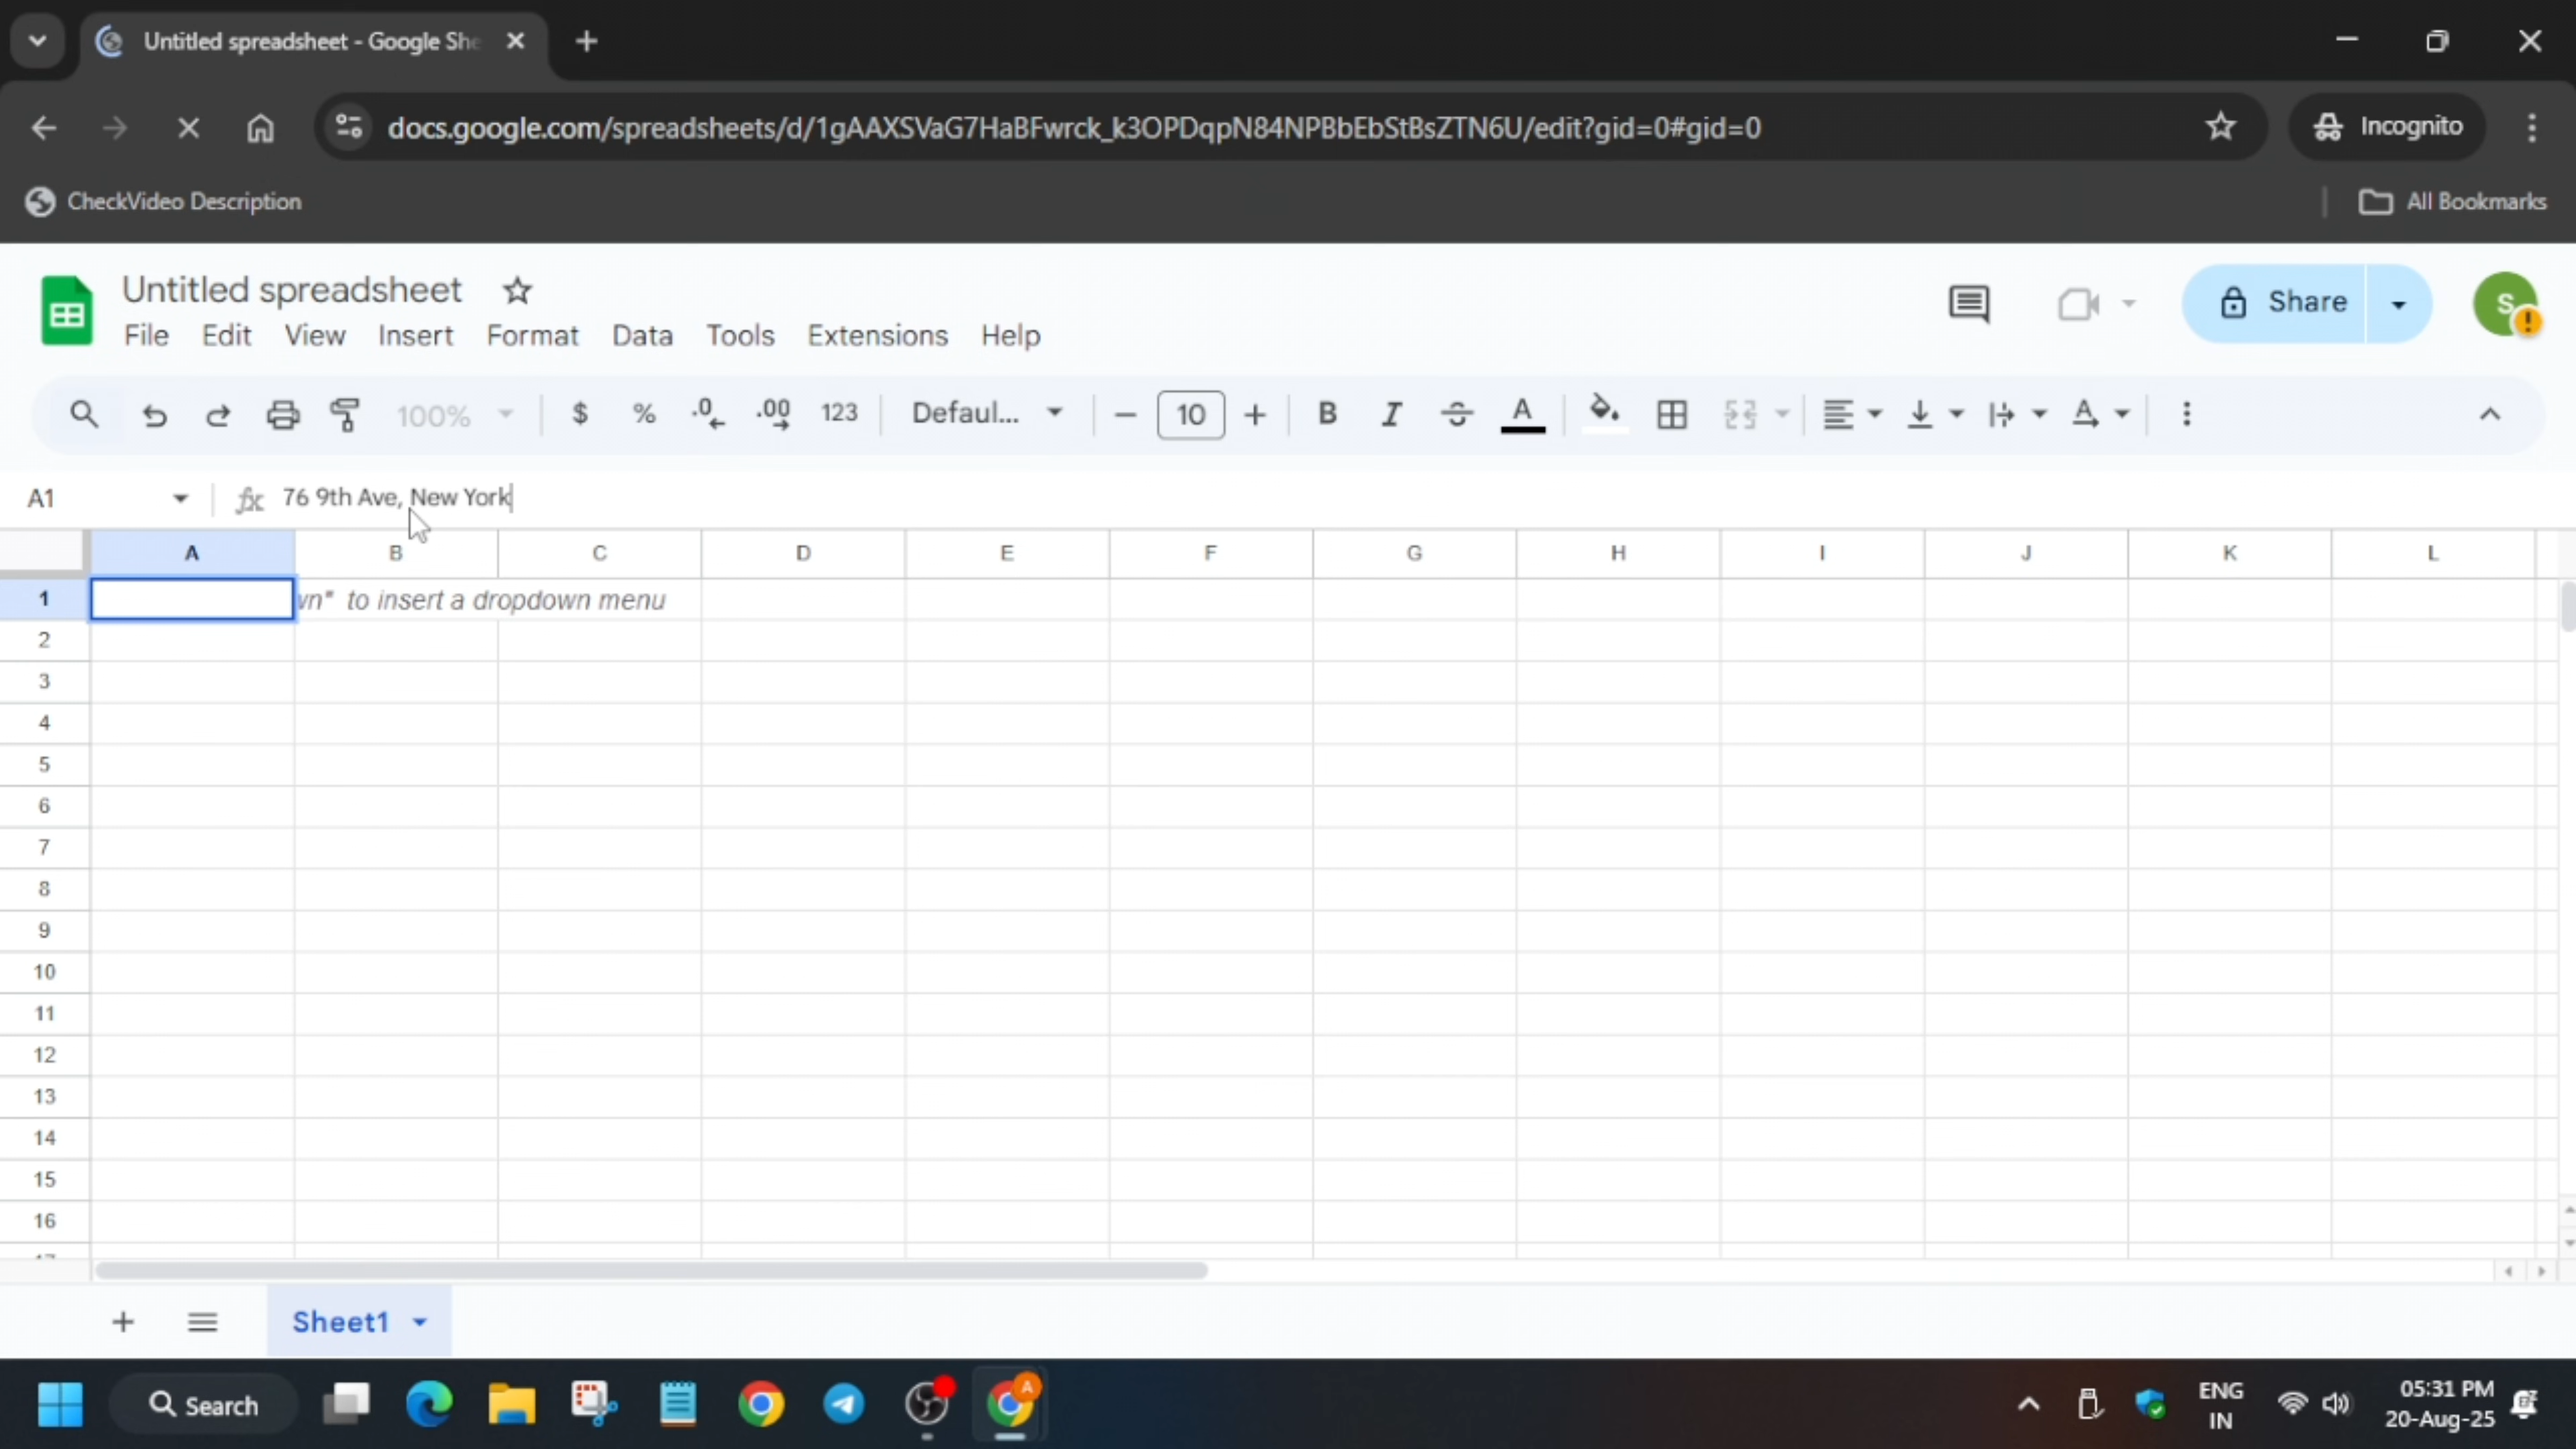 Untitled spreadsheet - Google She
docs.google.com/spreadsheets/d/1gAAXSVaG7HaBFwrck_k3OPDqpN84NPBbEbStBsZTN6U/edit?gid=0#gid=0
Incognito
CheckVideo Description
All Bookmarks
Untitled spreadsheet
Share
S
File Edit View Insert Format Data Tools Extensions Help
100% $ % .0 .00 123 Defaul... 10 B I A A
A1 fx 76 9th Ave, New York
A B C D E F G H I J K L
1 wn" to insert a dropdown menu
2
3
4
5
6
7
8
9
10
11
12
13
14
15
16
Sheet1
Search
A
ENG
IN
05:31 PM
20-Aug-25